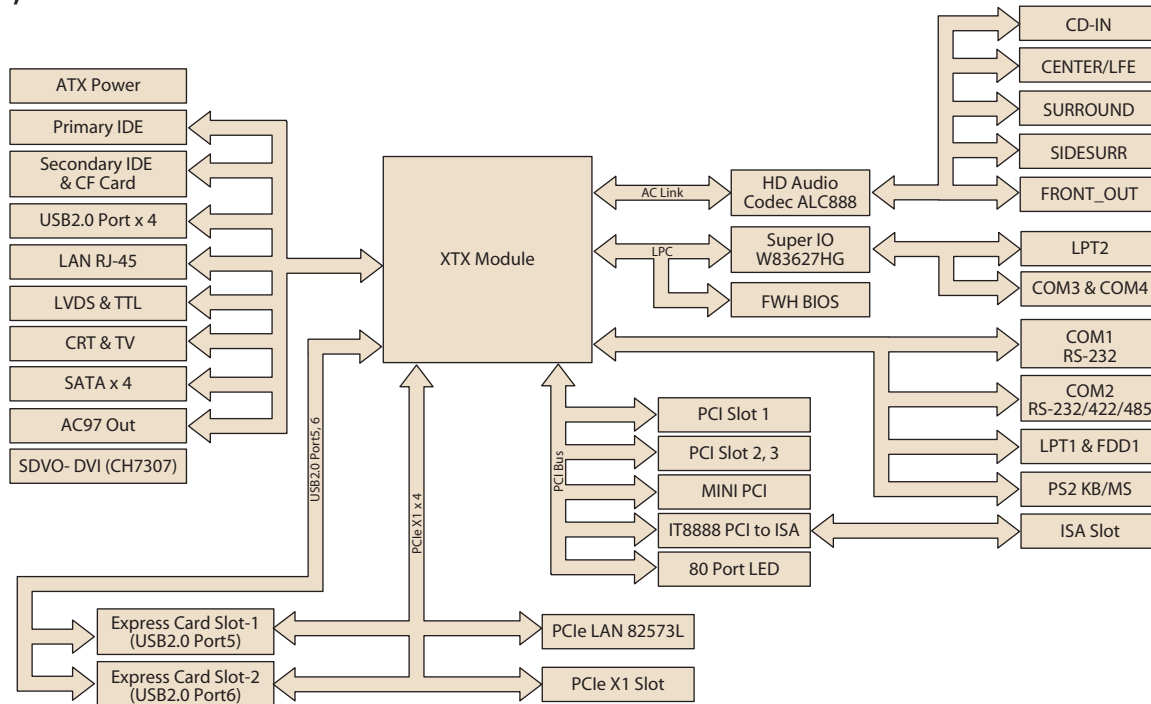 ATX Power
Primary IDE
Secondary IDE
& CF Card
USB2.0 Port x 4
LAN RJ-45
LVDS & TTL
CRT & TV
SATA x 4
AC97 Out
SDVO- DVI (CH7307)
XTX Module
AC Link
HD Audio
Codec ALC888
LPC
Super IO
W83627HG
FWH BIOS
CD-IN
CENTER/LFE
SURROUND
SIDESURR
FRONT_OUT
LPT2
COM3 & COM4
COM1
RS-232
COM2
RS-232/422/485
LPT1 & FDD1
PS2 KB/MS
ISA Slot
USB2.0 Port5, 6
PCIe X1 x 4
PCI Bus
PCI Slot 1
PCI Slot 2, 3
MINI PCI
IT8888 PCI to ISA
80 Port LED
Express Card Slot-1
(USB2.0 Port5)
Express Card Slot-2
(USB2.0 Port6)
PCIe LAN 82573L
PCIe X1 Slot